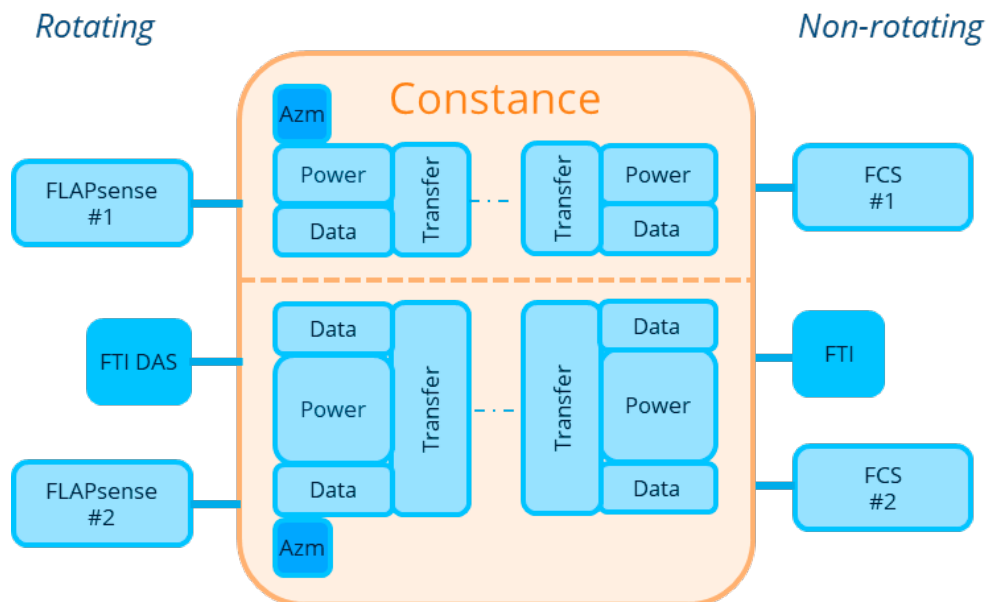 Rotating
Non-rotating
Constance
Azm
FLAPsense
#1
Power
Data
Transfer
Transfer
Power
Data
FCS
#1
FTI DAS
Data
Power
Data
Transfer
Transfer
Data
Power
Data
FTI
FLAPsense
#2
Azm
FCS
#2